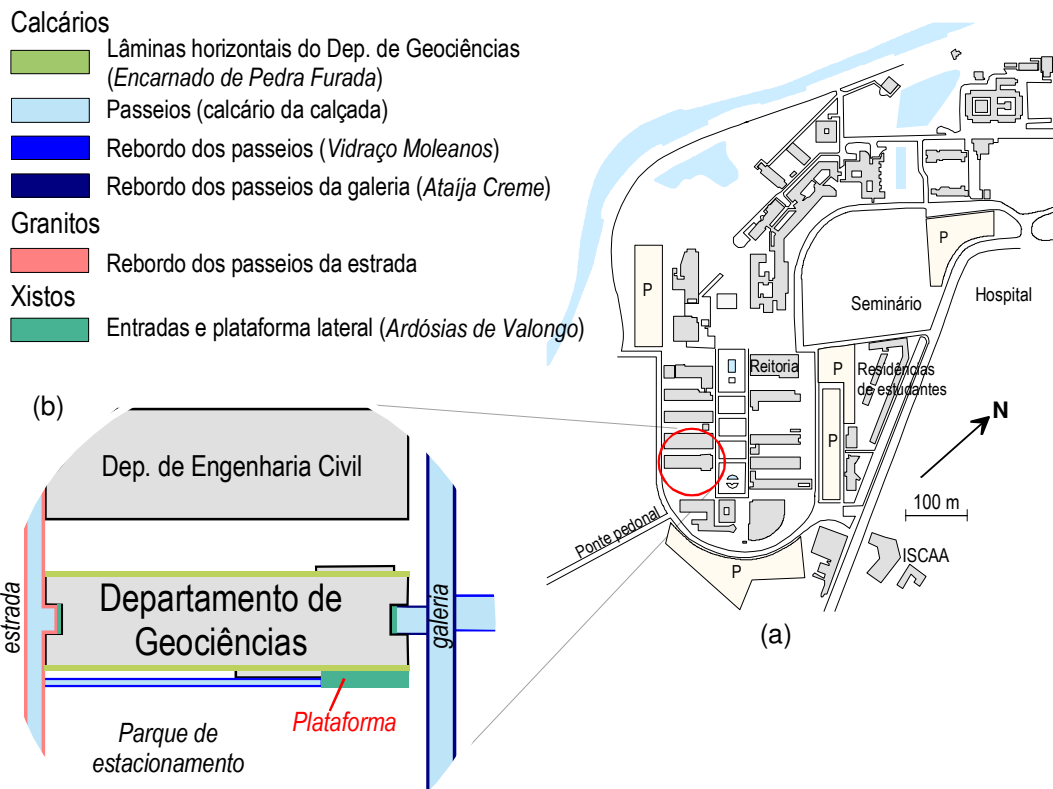 Calcários
Lâminas horizontais do Dep. de Geociências
(Encarnado de Pedra Furada)
Passeios (calcário da calçada)
Rebordo dos passeios (Vidraço Moleanos)
Rebordo dos passeios da galeria (Ataíja Creme)
Granitos
Rebordo dos passeios da estrada
Xistos
Entradas e plataforma lateral (Ardósias de Valongo)
(b)
Dep. de Engenharia Civil
estrada
Departamento de
Geociências
galeria
Plataforma
Parque de
estacionamento
P
P
Seminário
Hospital
Reitoria
P
Residências
de estudantes
P
N
100 m
Ponte pedonal
P
ISCAA
(a)